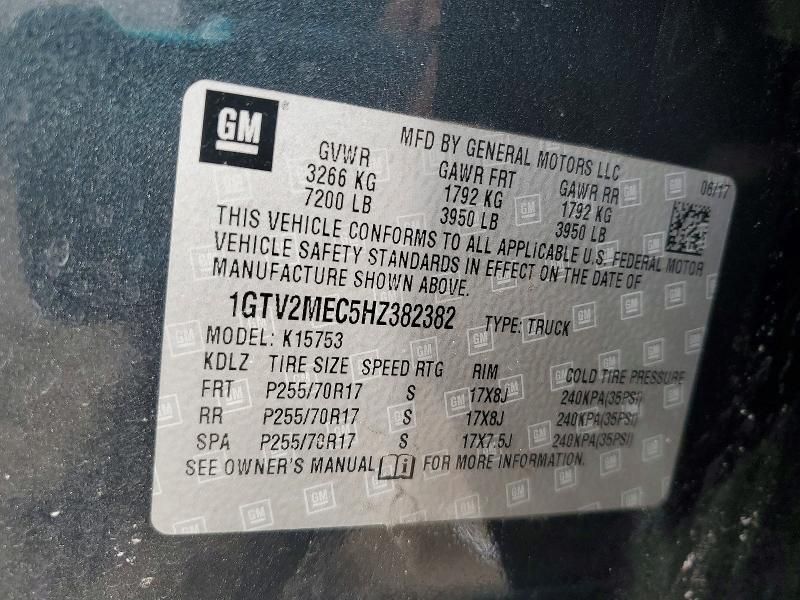 GM
MFD BY GENERAL MOTORS LLC
06/17
GVWR GAWR FRT GAWR RR
3266 KG 1792 KG 1792 KG
7200 LB 3950 LB 3950 LB
THIS VEHICLE CONFORMS TO ALL APPLICABLE U.S. FEDERAL MOTOR
VEHICLE SAFETY STANDARDS IN EFFECT ON THE DATE OF
MANUFACTURE SHOWN ABOVE.
1GTV2MEC5HZ382382 TYPE: TRUCK
MODEL: K15753
KDLZ TIRE SIZE SPEED RTG RIM COLD TIRE PRESSURE
FRT P255/70R17 S 17X8J 240KPA(35PSI)
RR P255/70R17 S 17X8J 240KPA(35PSI)
SPA P255/70R17 S 17X7.5J 240KPA(35PSI)
SEE OWNER'S MANUAL FOR MORE INFORMATION.